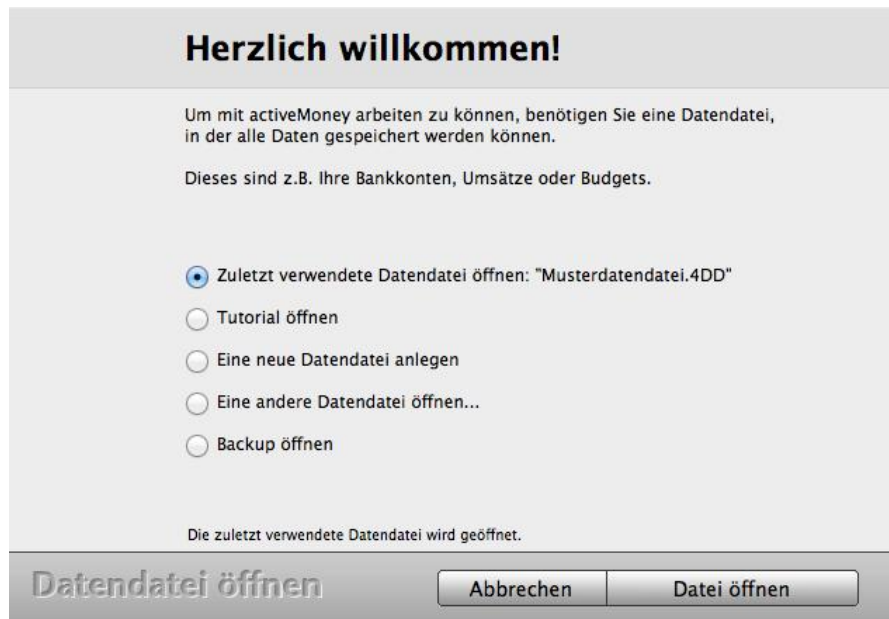 Herzlich willkommen!
Um mit activeMoney arbeiten zu können, benötigen Sie eine Datendatei,
in der alle Daten gespeichert werden können.
Dieses sind z.B. Ihre Bankkonten, Umsätze oder Budgets.
Zuletzt verwendete Datendatei öffnen: "Musterdatendatei.4DD"
Tutorial öffnen
Eine neue Datendatei anlegen
Eine andere Datendatei öffnen...
Backup öffnen
Die zuletzt verwendete Datendatei wird geöffnet.
Datendatei öffnen
Abbrechen
Datei öffnen